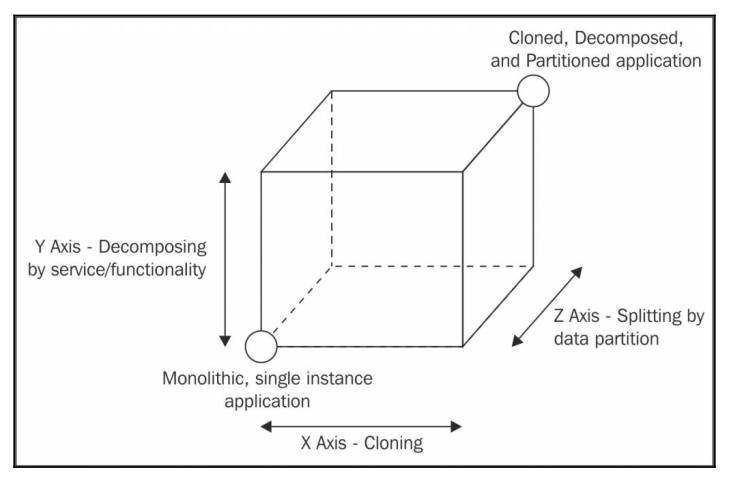 Cloned, Decomposed,
and Partitioned application
Y Axis - Decomposing
by service/functionality
Z Axis - Splitting by
data partition
Monolithic, single instance
application
X Axis - Cloning